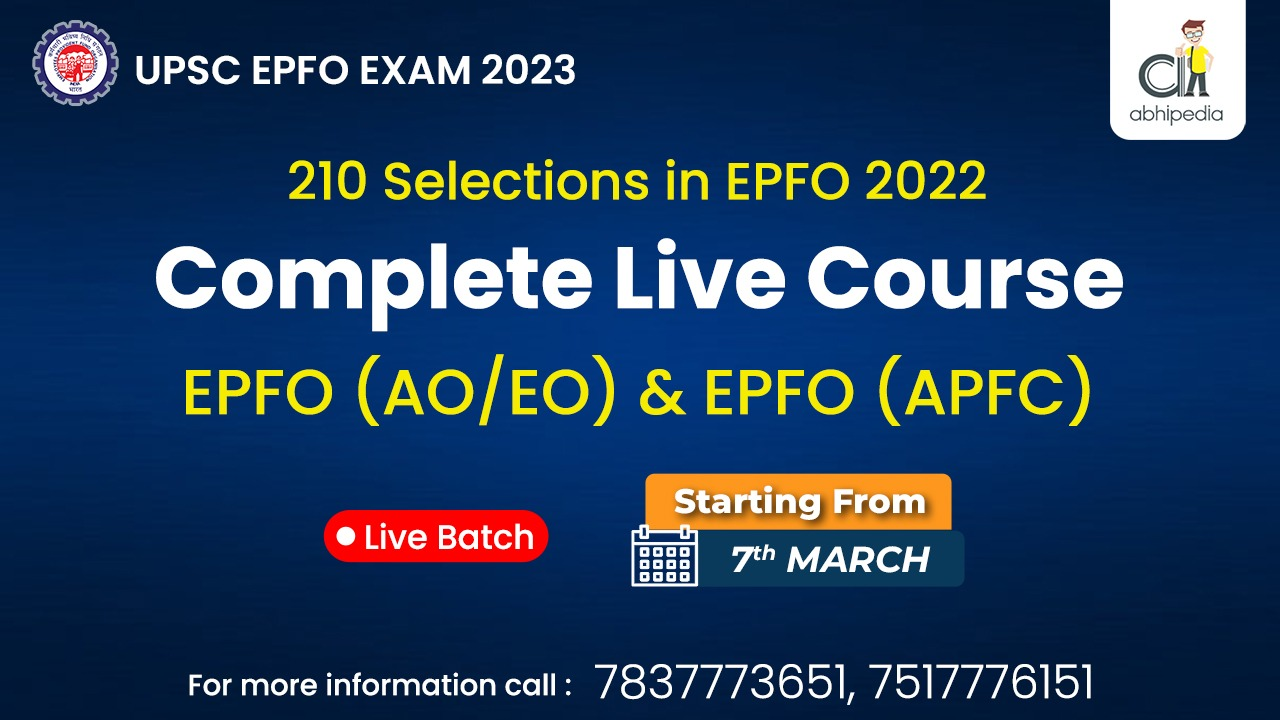 UPSC EPFO EXAM 2023
abhipedia
210 Selections in EPFO 2022
Complete Live Course
EPFO (AO/EO) & EPFO (APFC)
Live Batch
Starting From
7th MARCH
For more information call : 7837773651, 7517776151